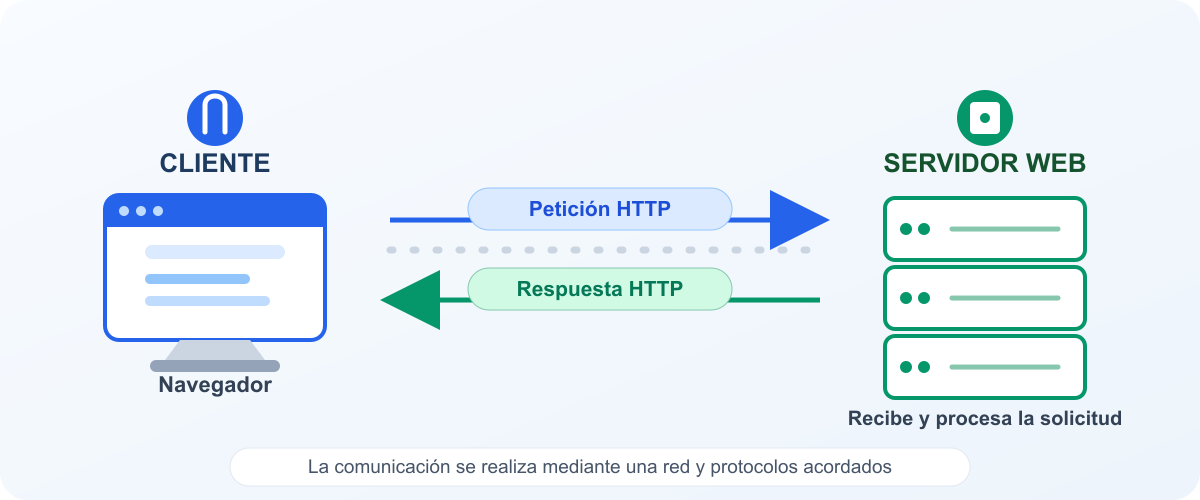 CLIENTE
SERVIDOR WEB
Petición HTTP
Respuesta HTTP
Navegador
Recibe y procesa la solicitud
La comunicación se realiza mediante una red y protocolos acordados